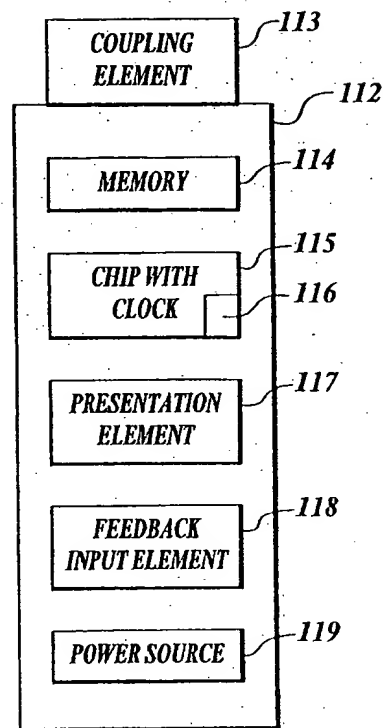 COUPLING
ELEMENT
113
112
MEMORY
114
CHIP WITH
CLOCK
115
116
PRESENTATION
ELEMENT
117
FEEDBACK
INPUT ELEMENT
118
POWER SOURCE
119